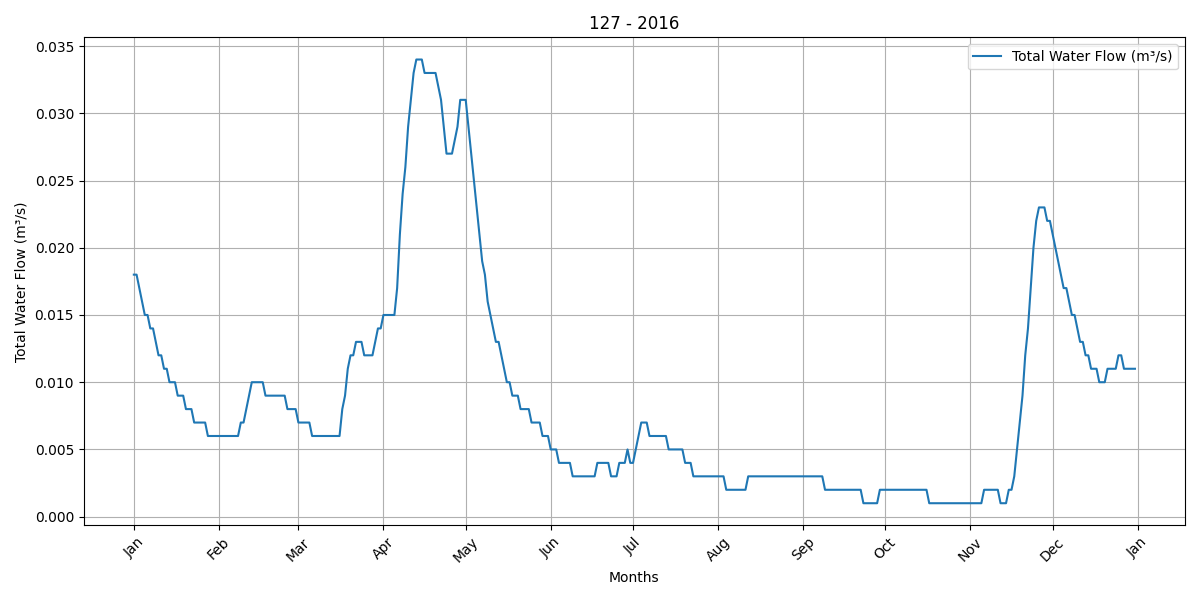 127 - 2016
Total Water Flow (m³/s)
Total Water Flow (m³/s)
0.035
0.030
0.025
0.020
0.015
0.010
0.005
0.000
Jan
Feb
Mar
Apr
May
Jun
Jul
Aug
Sep
Oct
Nov
Dec
Jan
Months